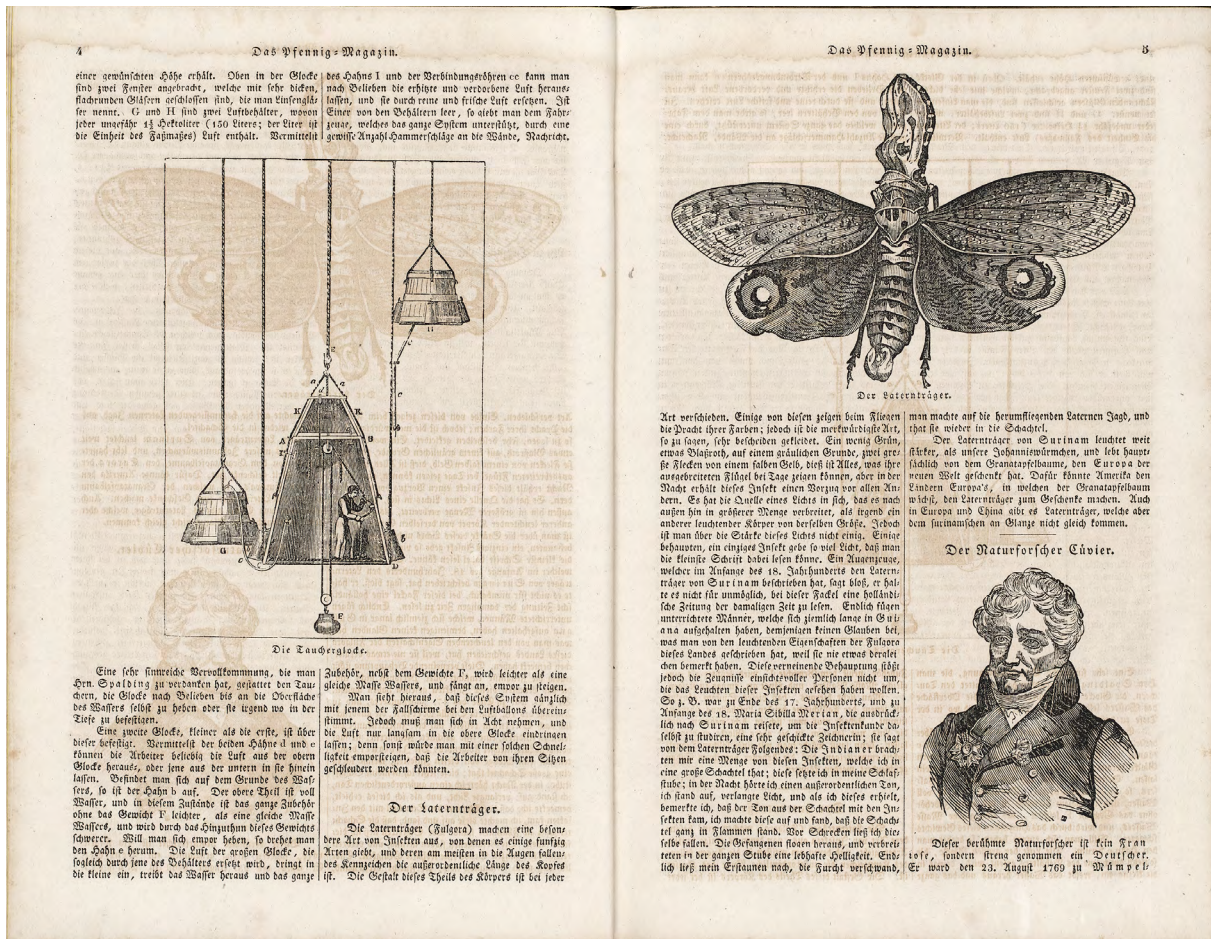 4
Das Pfennig-Magazin.
einer gewünschten Höhe erhält. Oben in der Glocke
sind zwei Fenster angebracht, welche mit sehr dicken,
flachrunden Gläsern geschlossen sind, die man Linsenglä-
ser nennt. G und H sind zwei Luftbehälter, wovon
jeder ungefähr 1½ Hektoliter (150 Liters; der Liter ist
die Einheit des Faßmaßes) Luft enthält. Vermittelst
des Hahns I und der Verbindungsröhren cc kann man
nach Belieben die erhitzte und verdorbene Luft heraus-
lassen, und sie durch reine und frische Luft ersetzen. Ist
Einer von den Behältern leer, so giebt man dem Fahr-
zeuge, welches das ganze System unterstützt, durch eine
gewisse Anzahl Hammerschläge an die Wände, Nachricht.
Die Taucherglocke.
Eine sehr sinnreiche Vervollkommnung, die man
Hrn. Spalding zu verdanken hat, gestattet den Tau-
chern, die Glocke nach Belieben bis an die Oberfläche
des Wassers selbst zu heben oder sie irgend wo in der
Tiefe zu befestigen.
Eine zweite Glocke, kleiner als die erste, ist über
dieser befestigt. Vermittelst der beiden Hähne d und e
können die Arbeiter beliebig die Luft aus der obern
Glocke heraus-, oder jene aus der untern in sie hinein
lassen. Befindet man sich auf dem Grunde des Was-
sers, so ist der Hahn b auf. Der obere Theil ist voll
Wasser, und in diesem Zustande ist das ganze Zubehör
ohne das Gewicht F leichter, als eine gleiche Masse
Wassers, und wird durch das Hinzuthun dieses Gewichts
schwerer. Will man sich empor heben, so drehet man
den Hahn e herum. Die Luft der großen Glocke, die
sogleich durch jene des Behälters ersetzt wird, dringt in
die kleine ein, treibt das Wasser heraus und das ganze
Zubehör, nebst dem Gewichte F, wird leichter als eine
gleiche Masse Wassers, und fängt an, empor zu steigen.
Man sieht hieraus, daß dieses System gänzlich
mit jenem der Fallschirme bei den Luftballons überein-
stimmt. Jedoch muß man sich in Acht nehmen, und
die Luft nur langsam in die obere Glocke eindringen
lassen; denn sonst würde man mit einer solchen Schnel-
ligkeit emporsteigen, daß die Arbeiter von ihren Sitzen
geschleudert werden könnten.
Der Laternträger.
Die Laternträger (Fulgora) machen eine beson-
dere Art von Insekten aus, von denen es einige funfzig
Arten giebt, und deren am meisten in die Augen fallen-
des Kennzeichen die außerordentliche Länge des Kopfes
ist. Die Gestalt dieses Theils des Körpers ist bei jeder
Das Pfennig-Magazin.
5
Der Laternträger.
Art verschieden. Einige von diesen zeigen beim Fliegen
die Pracht ihrer Farben; jedoch ist die merkwürdigste Art,
so zu sagen, sehr bescheiden gekleidet. Ein wenig Grün,
etwas Blaßroth, auf einem gräulichen Grunde, zwei gro-
ße Flecken von einem falben Gelb, dieß ist Alles, was ihre
ausgebreiteten Flügel bei Tage zeigen können, aber in der
Nacht erhält dieses Insekt einen Vorzug vor allen An-
dern. Es hat die Quelle eines Lichts in sich, das es nach
außen hin in größerer Menge verbreitet, als irgend ein
anderer leuchtender Körper von derselben Größe. Jedoch
ist man über die Stärke dieses Lichts nicht einig. Einige
behaupten, ein einziges Insekt gebe so viel Licht, daß man
die kleinste Schrift dabei lesen könne. Ein Augenzeuge,
welcher im Anfange des 18. Jahrhunderts den Latern-
träger von Surinam beschrieben hat, sagt bloß, er hal-
te es nicht für unmöglich, bei dieser Fackel eine holländi-
sche Zeitung der damaligen Zeit zu lesen. Endlich fügen
unterrichtete Männer, welche sich ziemlich lange in Gui-
ana aufgehalten haben, demjenigen keinen Glauben bei,
was man von den leuchtenden Eigenschaften der Fulgora
dieses Landes geschrieben hat, weil sie nie etwas derglei-
chen bemerkt haben. Diese verneinende Behauptung stößt
jedoch die Zeugnisse einsichtsvoller Personen nicht um,
die das Leuchten dieser Insekten gesehen haben wollen.
So z. B. war zu Ende des 17. Jahrhunderts, und zu
Anfange des 18. Maria Sibilla Merian, die ausdrück-
lich nach Surinam reisete, um die Insektenkunde da-
selbst zu studiren, eine sehr geschickte Zeichnerin; sie sagt
von dem Laternträger Folgendes: Die Indianer brach-
ten mir eine Menge von diesen Insekten, welche ich in
eine große Schachtel that; diese setzte ich in meine Schlaf-
stube; in der Nacht hörte ich einen außerordentlichen Ton,
ich stand auf, verlangte Licht, und als ich dieses erhielt,
bemerkte ich, daß der Ton aus der Schachtel mit den In-
sekten kam, ich machte diese auf und fand, daß die Schach-
tel ganz in Flammen stand. Vor Schrecken ließ ich die-
selbe fallen. Die Gefangenen flogen heraus, und verbrei-
teten in der ganzen Stube eine lebhafte Helligkeit. End-
lich ließ mein Erstaunen nach, die Furcht verschwand,
man machte auf die herumfliegenden Laternen Jagd, und
that sie wieder in die Schachtel.
Der Laternträger von Surinam leuchtet weit
stärker, als unsere Johanniswürmchen, und lebt haupt-
sächlich von dem Granatapfelbaume, den Europa der
neuen Welt geschenkt hat. Dafür könnte Amerika den
Ländern Europa's, in welchen der Granatapfelbaum
wächst, den Laternträger zum Geschenke machen. Auch
in Europa und China gibt es Laternträger, welche aber
dem surinamschen an Glanze nicht gleich kommen.
Der Naturforscher Cüvier.
Dieser berühmte Naturforscher ist kein Fran
zose, sondern streng genommen ein Deutscher.
Er ward den 23. August 1769 zu Mümpel-